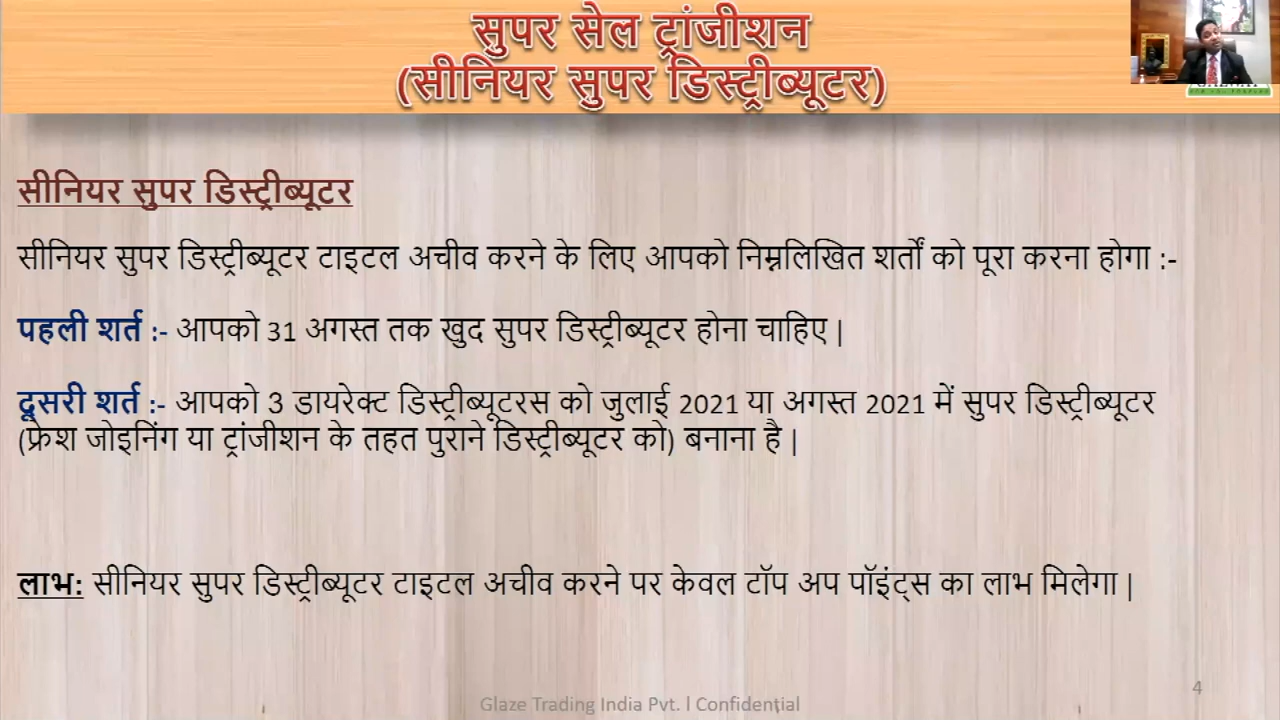 सुपर सेल ट्रांजीशन
(सीनियर सुपर डिस्ट्रीब्यूटर)
सीनियर सुपर डिस्ट्रीब्यूटर
सीनियर सुपर डिस्ट्रीब्यूटर टाइटल अचीव करने के लिए आपको निम्नलिखित शर्तों को पूरा करना होगा :-
पहली शर्त :- आपको 31 अगस्त तक खुद सुपर डिस्ट्रीब्यूटर होना चाहिए |
दूसरी शर्त :- आपको 3 डायरेक्ट डिस्ट्रीब्यूटरस को जुलाई 2021 या अगस्त 2021 में सुपर डिस्ट्रीब्यूटर
(फ्रेश जोइनिंग या ट्रांजीशन के तहत पुराने डिस्ट्रीब्यूटर को) बनाना है |
लाभ: सीनियर सुपर डिस्ट्रीब्यूटर टाइटल अचीव करने पर केवल टॉप अप पॉइंट्स का लाभ मिलेगा |
4
Glaze Trading India Pvt. l Confidential